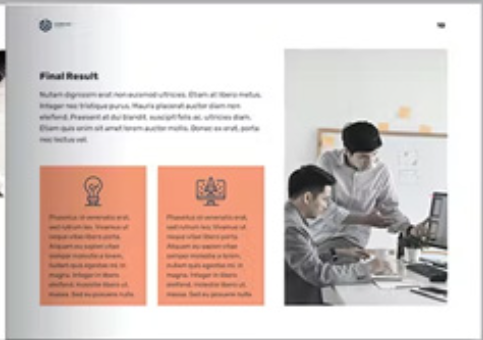 Final Result
Nullam dignissim erat non euismod ultricies. Etiam at libero metus.
Integer nec tristique purus. Mauris placerat auctor diam non
eleifend. Praesent at dui blandit, suscipit felis ac, ultricies diam.
Etiam quis enim sit amet lorem auctor mollis. Donec ex erat, porta
nec lectus vel.
Phasellus at venenatis erat,
sed rutrum leo. Vivamus ut
neque vitae libero porta.
Aliquam eu sapien vitae
semper molestie a lorem,
nullam quis egestas mi, in
magna. Integer in libero
eleifend, molestie libero ut,
massa. Sed eu posuere nulla.
Phasellus at venenatis erat,
sed rutrum leo. Vivamus ut
neque vitae libero porta.
Aliquam eu sapien vitae
semper molestie a lorem,
nullam quis egestas mi, in
magna. Integer in libero
eleifend, molestie libero ut,
massa. Sed eu posuere nulla.